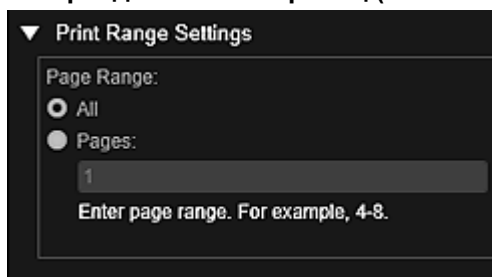 Print Range Settings
Page Range:
All
Pages:
1
Enter page range. For example, 4-8.